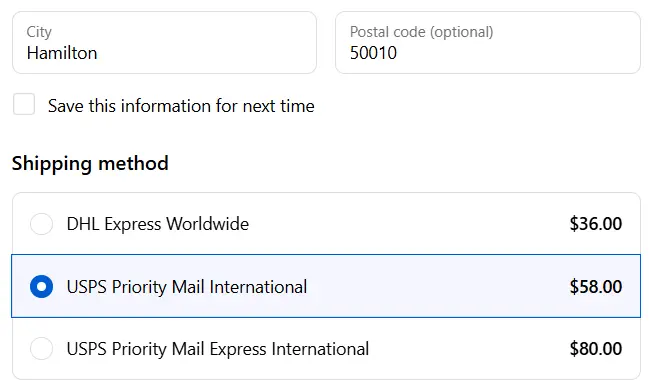 City
Hamilton
Postal code (optional)
50010
Save this information for next time
Shipping method
DHL Express Worldwide $36.00
USPS Priority Mail International $58.00
USPS Priority Mail Express International $80.00